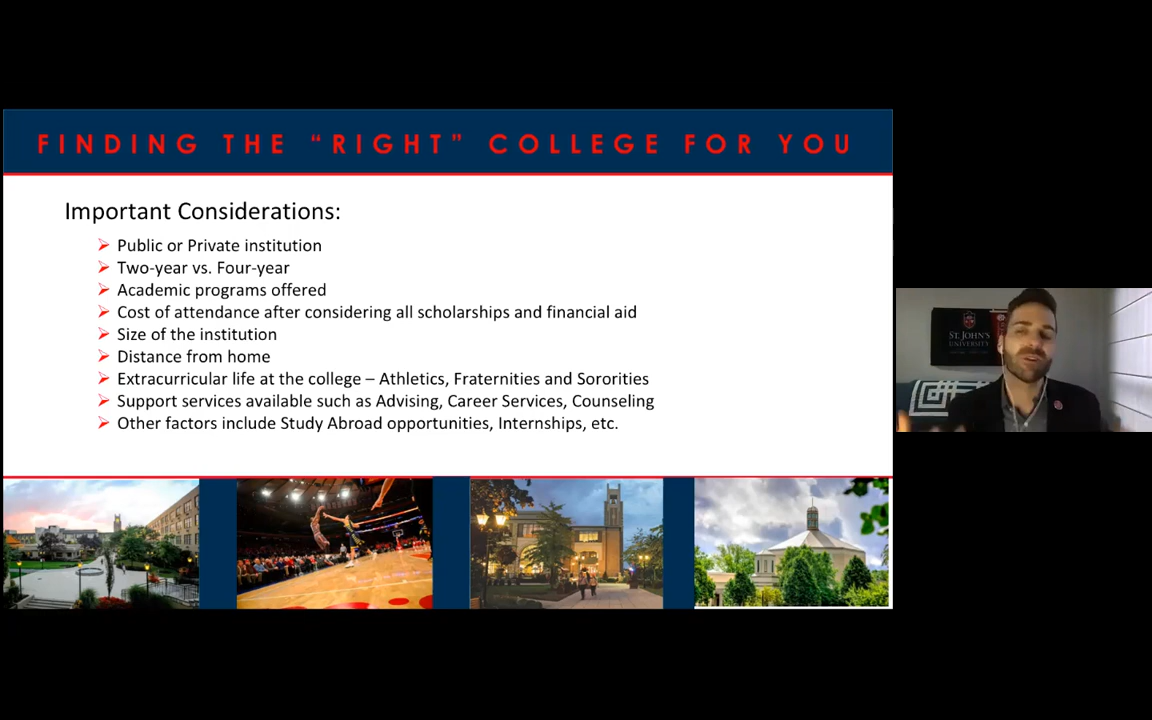 FINDING THE “RIGHT” COLLEGE FOR YOU
Important Considerations:
Public or Private institution
Two-year vs. Four-year
Academic programs offered
Cost of attendance after considering all scholarships and financial aid
Size of the institution
Distance from home
Extracurricular life at the college – Athletics, Fraternities and Sororities
Support services available such as Advising, Career Services, Counseling
Other factors include Study Abroad opportunities, Internships, etc.
ST. JOHN'S
UNIVERSITY